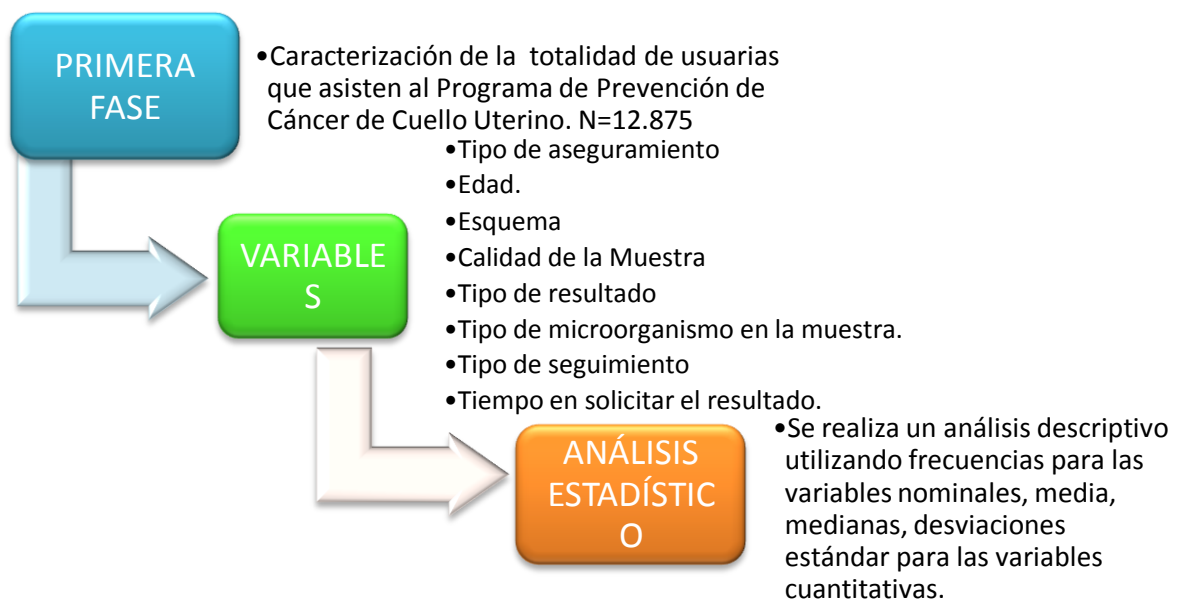 PRIMERA
FASE
•Caracterización de la totalidad de usuarias
que asisten al Programa de Prevención de
Cáncer de Cuello Uterino. N=12.875
VARIABLE
S
•Tipo de aseguramiento
•Edad.
•Esquema
•Calidad de la Muestra
•Tipo de resultado
•Tipo de microorganismo en la muestra.
•Tipo de seguimiento
•Tiempo en solicitar el resultado.
ANÁLISIS
ESTADÍSTIC
O
•Se realiza un análisis descriptivo
utilizando frecuencias para las
variables nominales, media,
medianas, desviaciones
estándar para las variables
cuantitativas.